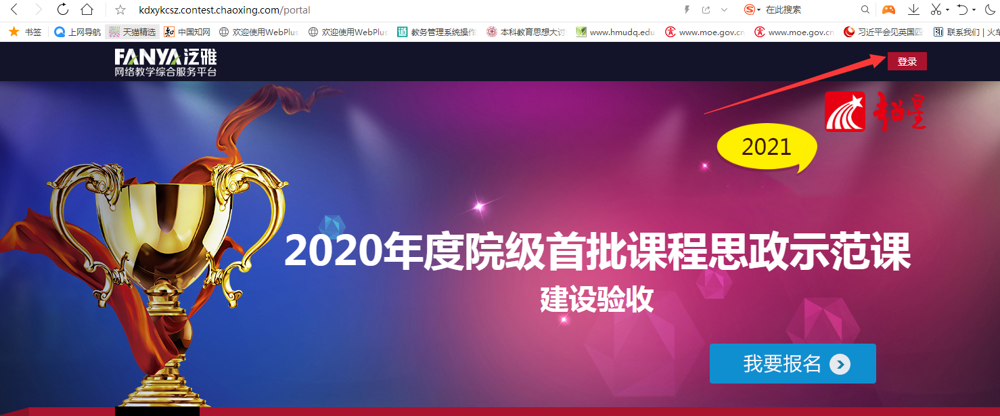 kdxykcsz.contest.chaoxing.com/portal
在此搜索
书签
上网导航
天猫精选
中国知网
欢迎使用WebPlus
欢迎使用WebPlus
教务管理系统操作
本科教育思想大讨
www.hmudq.edu.
www.moe.gov.cn
www.moe.gov.cn
习近平会见英国四
联系我们 | 火车
FANYA泛雅
网络教学综合服务平台
登录
超星
2021
2020年度院级首批课程思政示范课
建设验收
我要报名